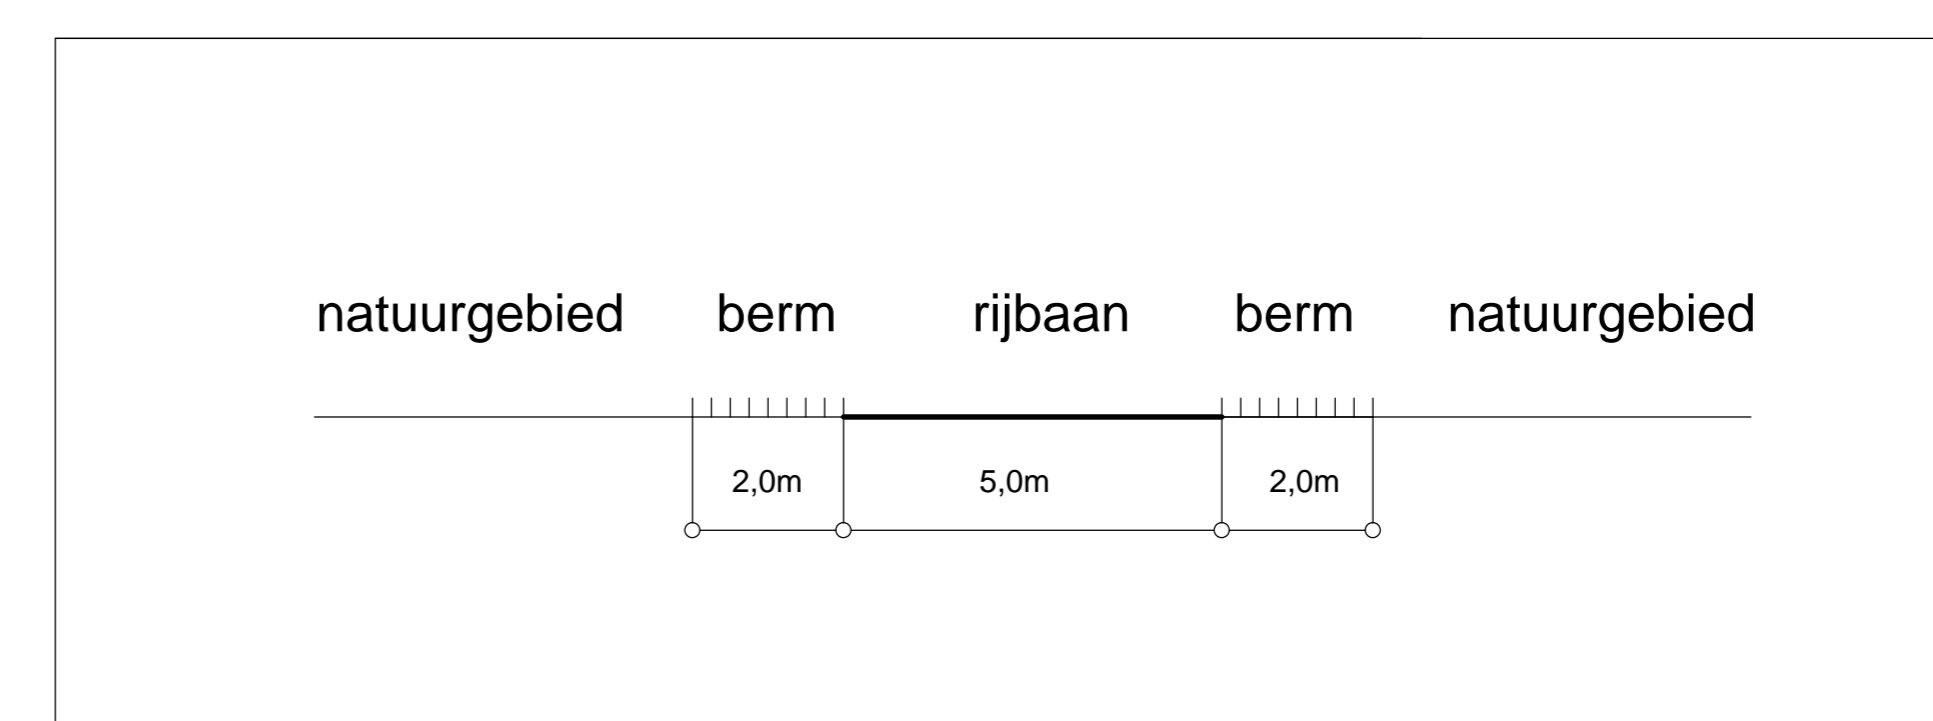 natuurgebied berm rijbaan berm natuurgebied
2,0m 5,0m 2,0m